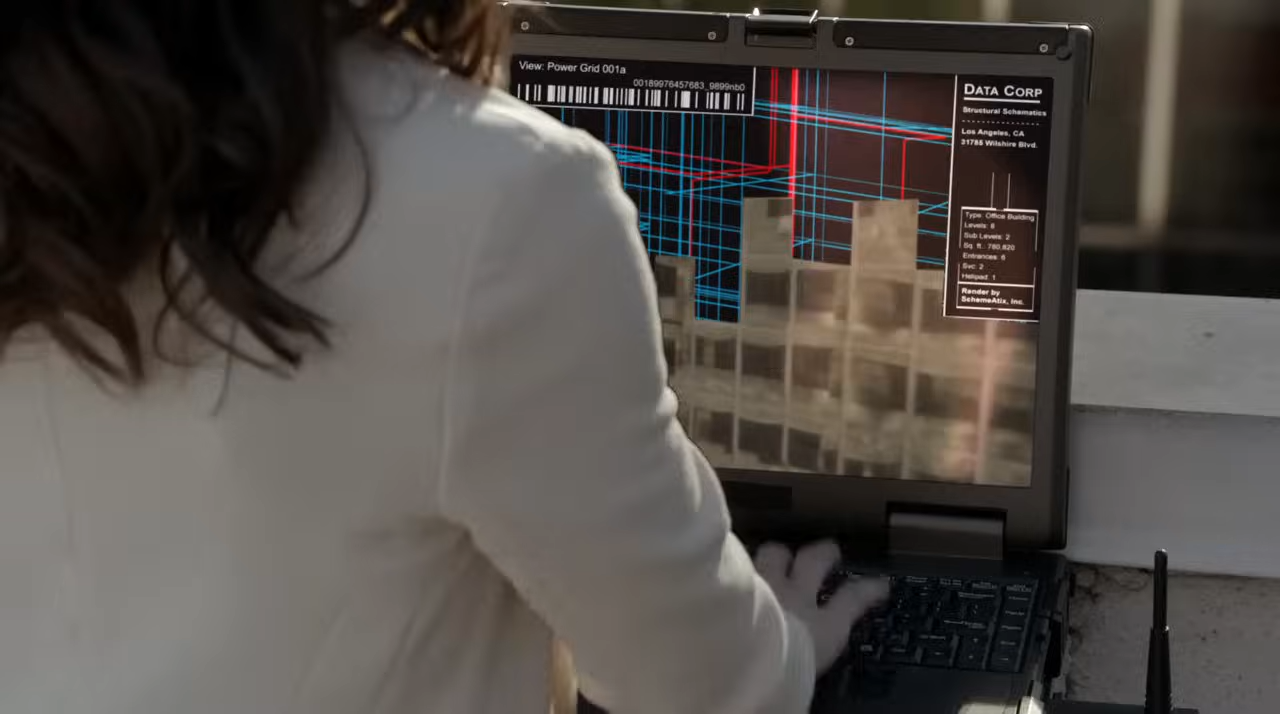 View: Power Grid 001a
00189976457683_9899nb0
DATA CORP
Structural Schematics
Los Angeles, CA
31785 Wilshire Blvd.
Type: Office Building
Levels: 6
Sub Levels: 2
Sq. ft.: 780,820
Entrances: 6
Svc: 2
Helipad: 1
Render by
SchemeAtix, Inc.